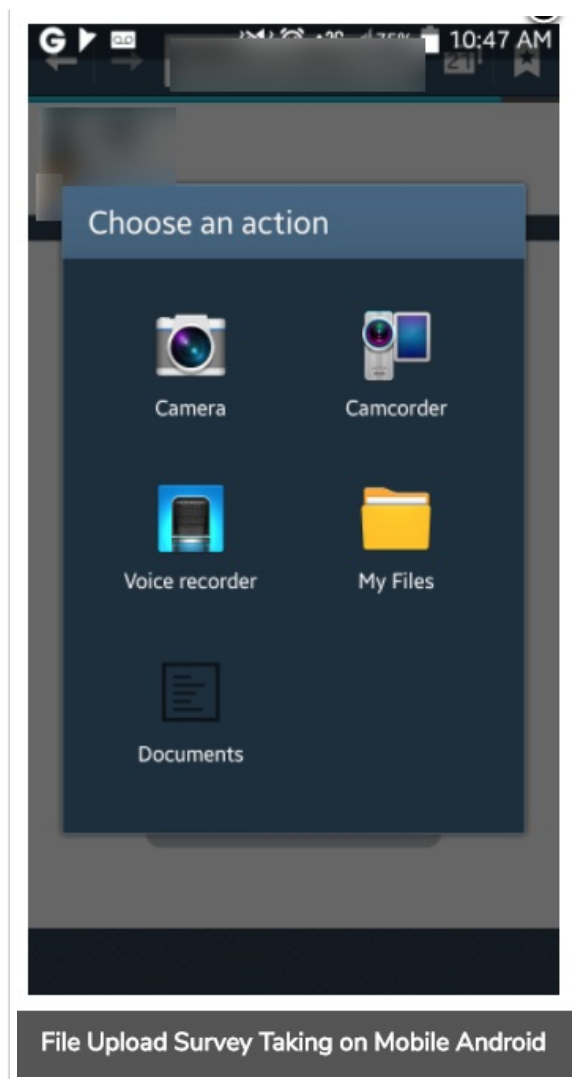 G 10:47 AM
21
Choose an action
Camera Camcorder
Voice recorder My Files
Documents
File Upload Survey Taking on Mobile Android